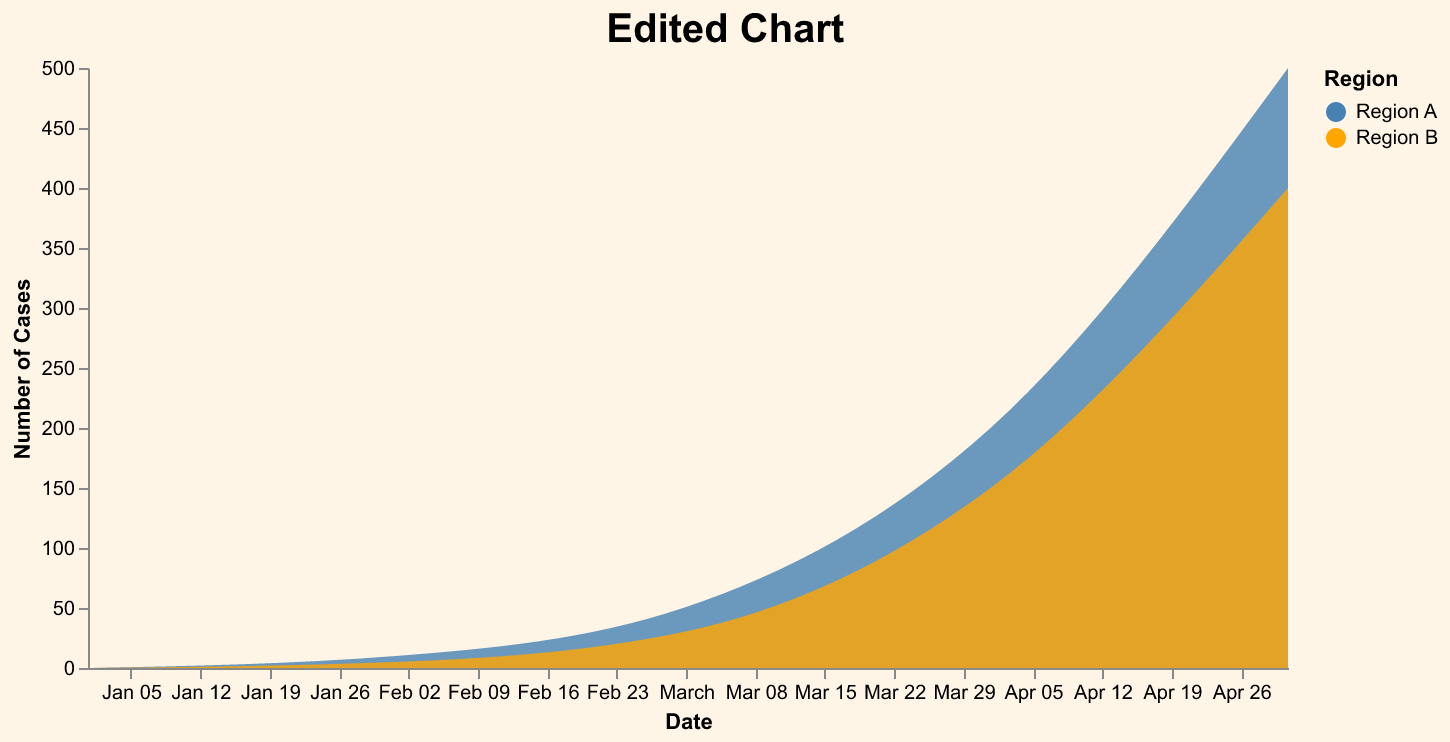 Edited Chart
500
450
400
350
300
250
200
150
100
50
0
Number of Cases
Jan 05 Jan 12 Jan 19 Jan 26 Feb 02 Feb 09 Feb 16 Feb 23 March Mar 08 Mar 15 Mar 22 Mar 29 Apr 05 Apr 12 Apr 19 Apr 26
Date
Region
Region A
Region B